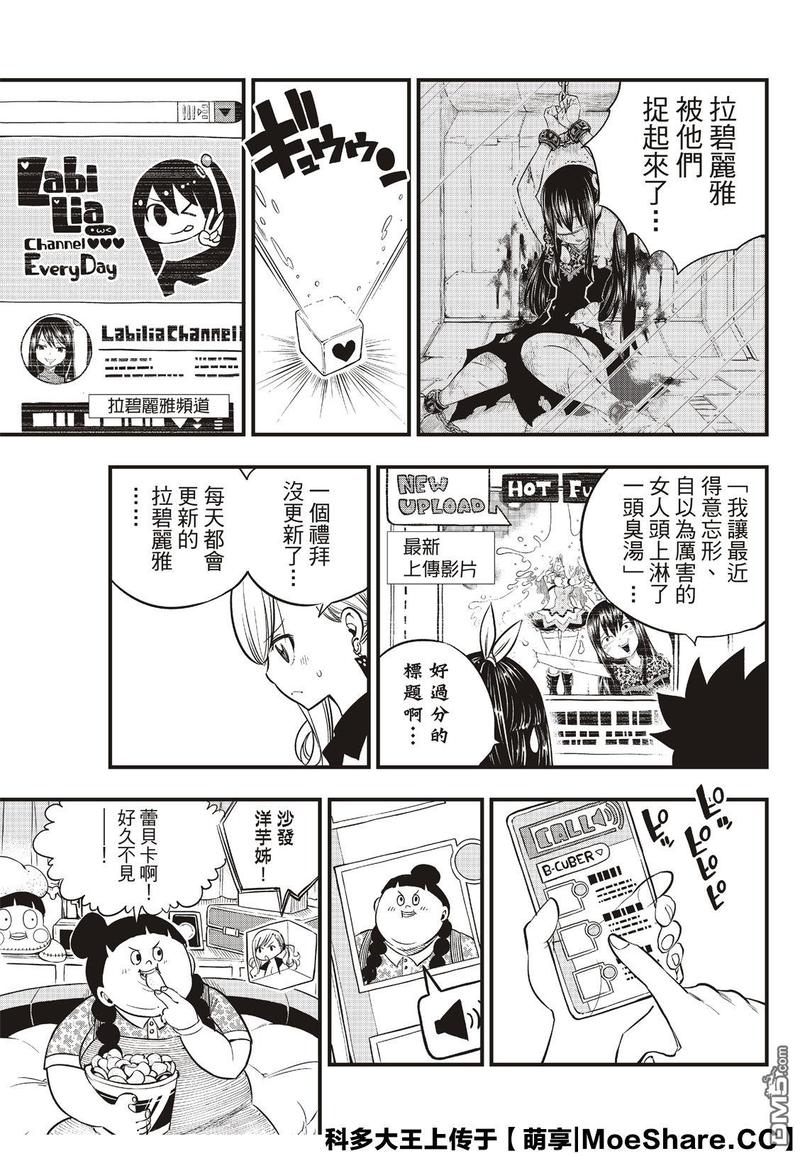 拉碧麗雅
被他們
捉起來了…
ギュウゥン
Labi
Lia
•ω<
Channel♥♥♥
EveryDay
LabiliaChannel
拉碧麗雅頻道
「我讓最近
得意忘形、
自以為厲害的
女人頭上淋了
一頭臭湯」…
NEW
UPLOAD
HOT
最新
上傳影片
好過分的
標題啊…
一個禮拜
沒更新了…
每天都會
更新的
拉碧麗雅
……
ピピピッ
CALL
B-CUBER♡
沙發
洋芋姊！
蕾貝卡啊！
好久不見
——！
科多大王上传于【萌享|MoeShare.CC】
DM5.com